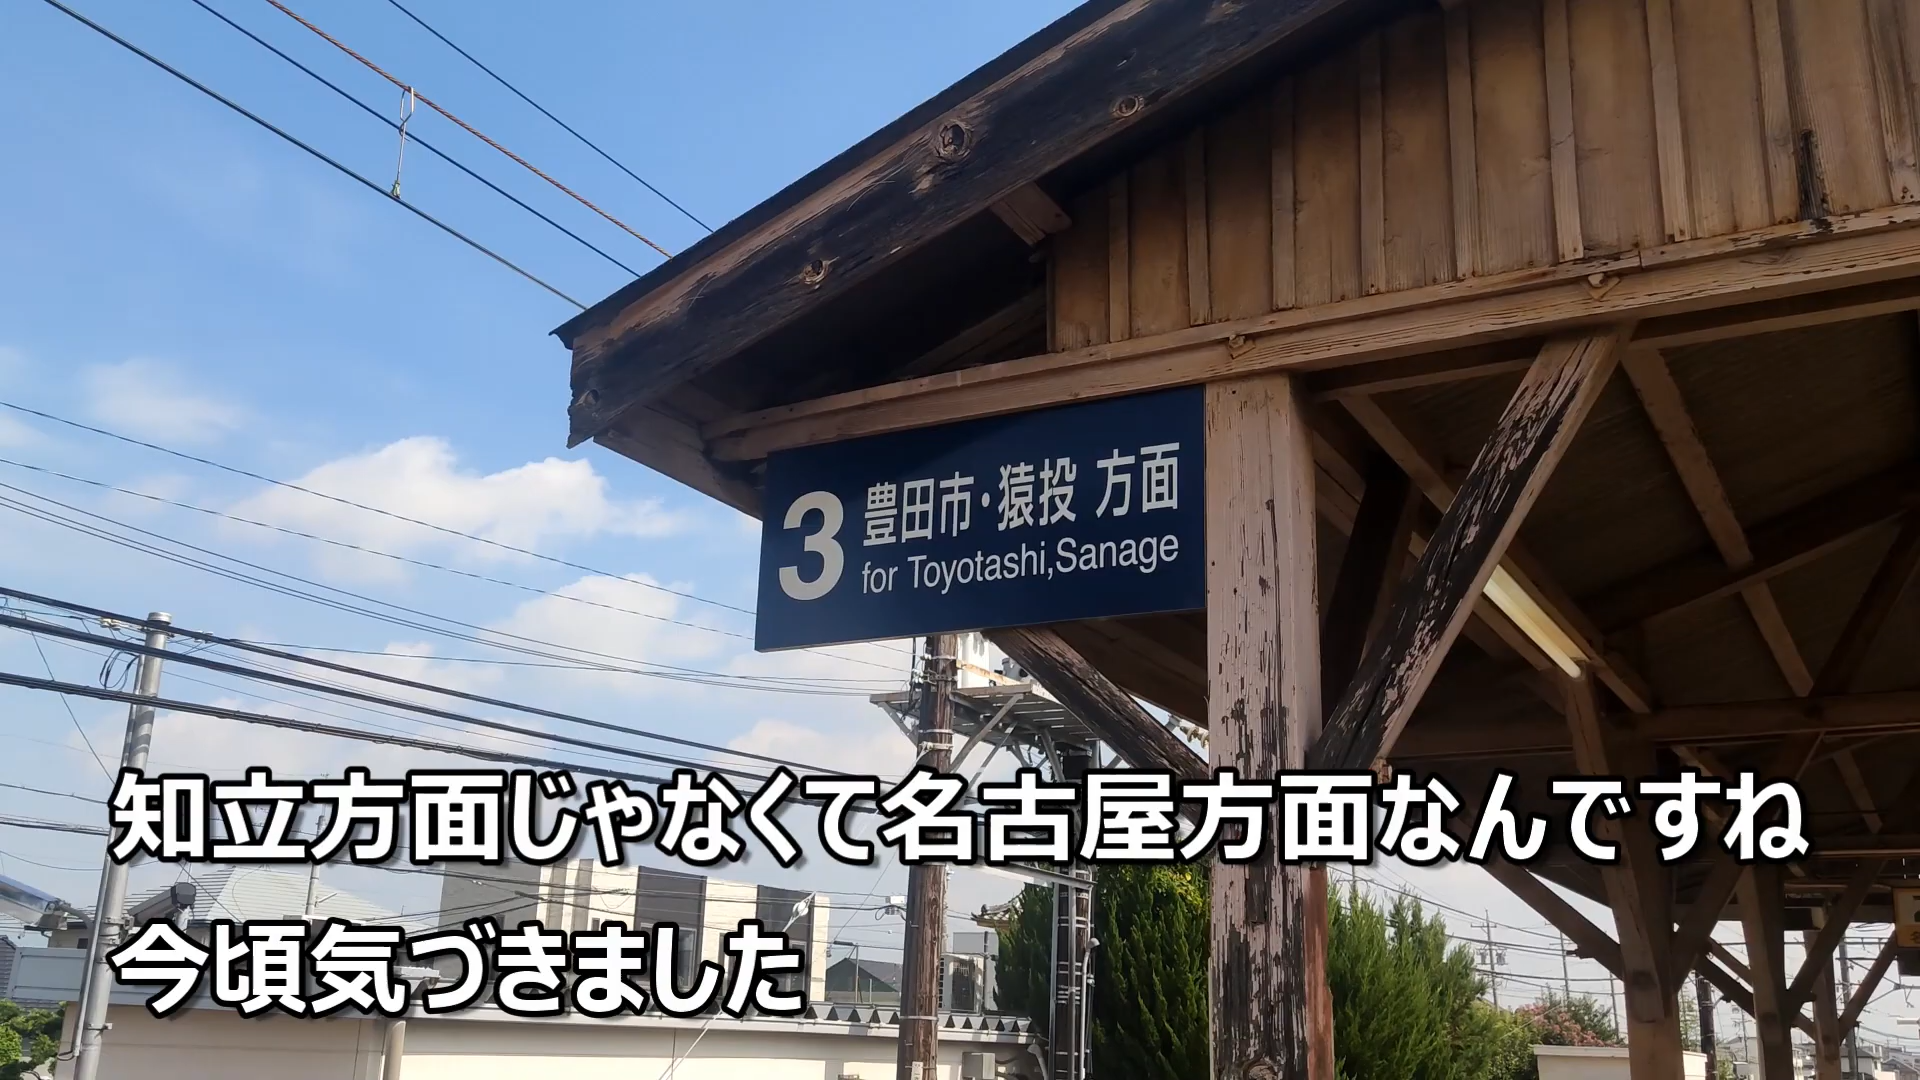 3
豊田市・猿投 方面
for Toyotashi,Sanage
知立方面じゃなくて名古屋方面なんですね
今頃気づきました